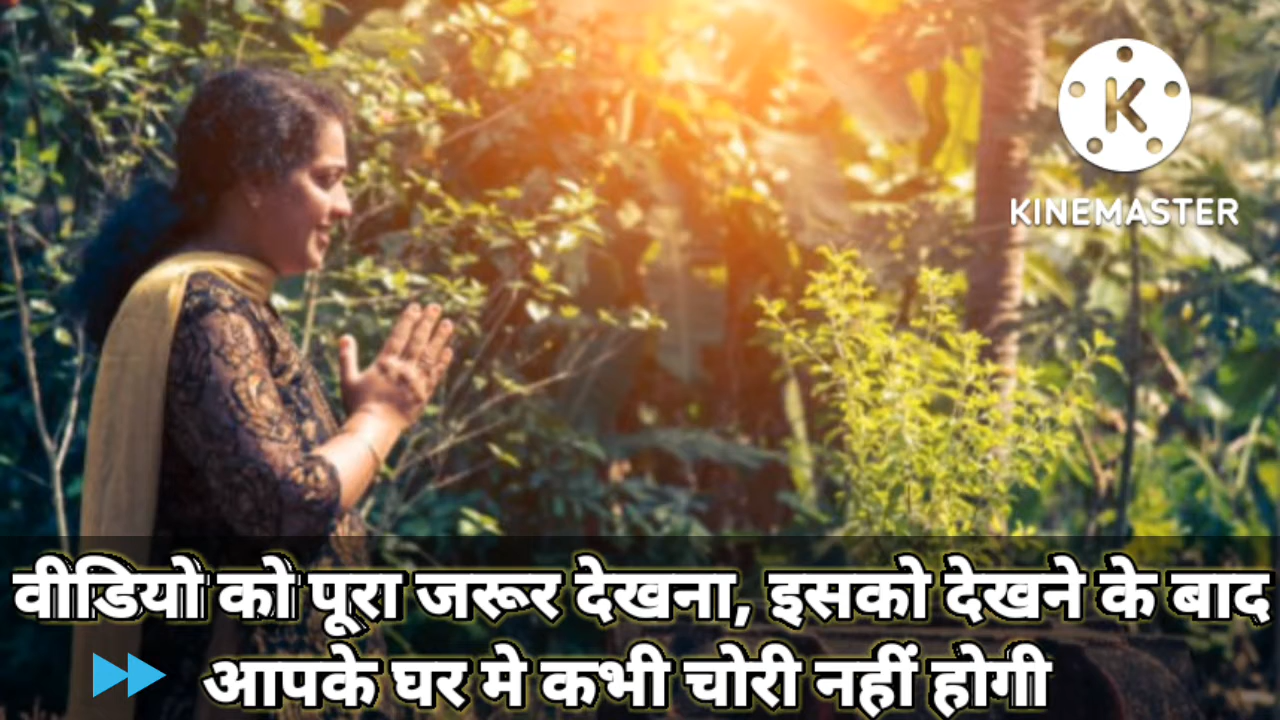 KINEMASTER
वीडियो को पूरा जरूर देखना, इसको देखने के बाद
आपके घर मे कभी चोरी नहीं होगी